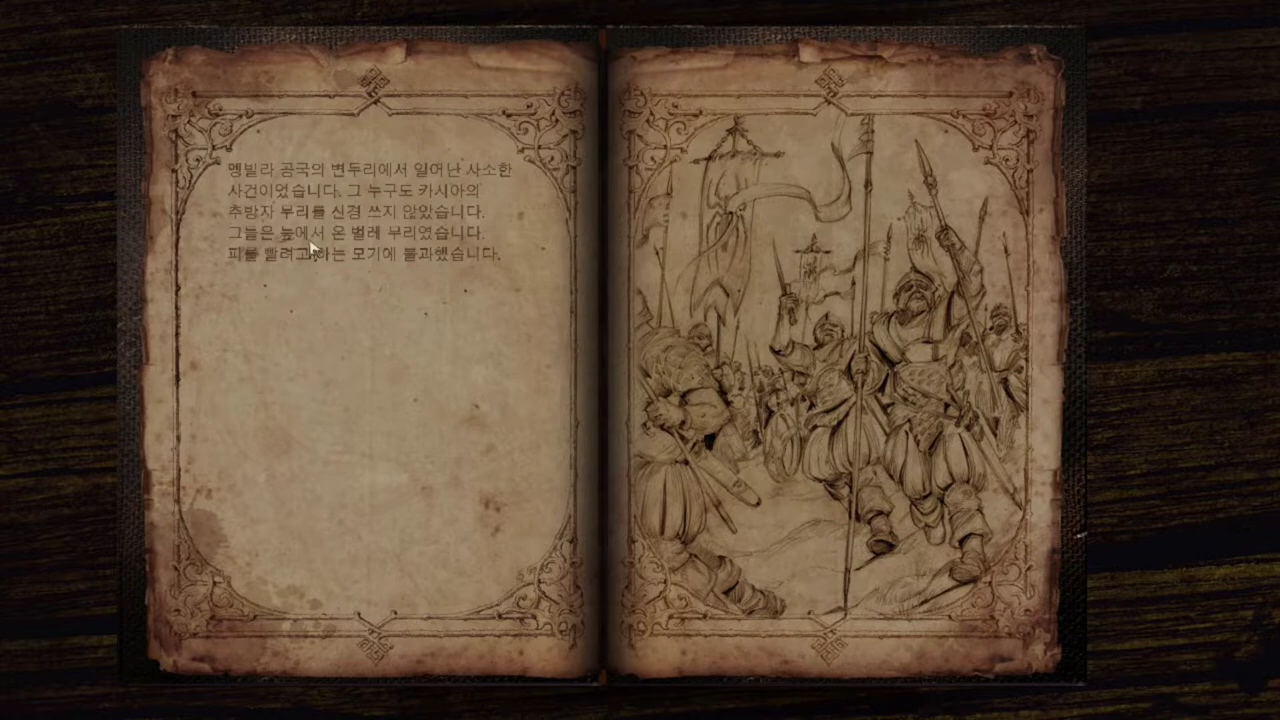 멩빌라 공국의 변두리에서 일어난 사소한
사건이었습니다. 그 누구도 카시아의
추방자 무리를 신경 쓰지 않았습니다.
그들은 늪에서 온 벌레 무리였습니다.
피를 빨려고 하는 모기에 불과했습니다.